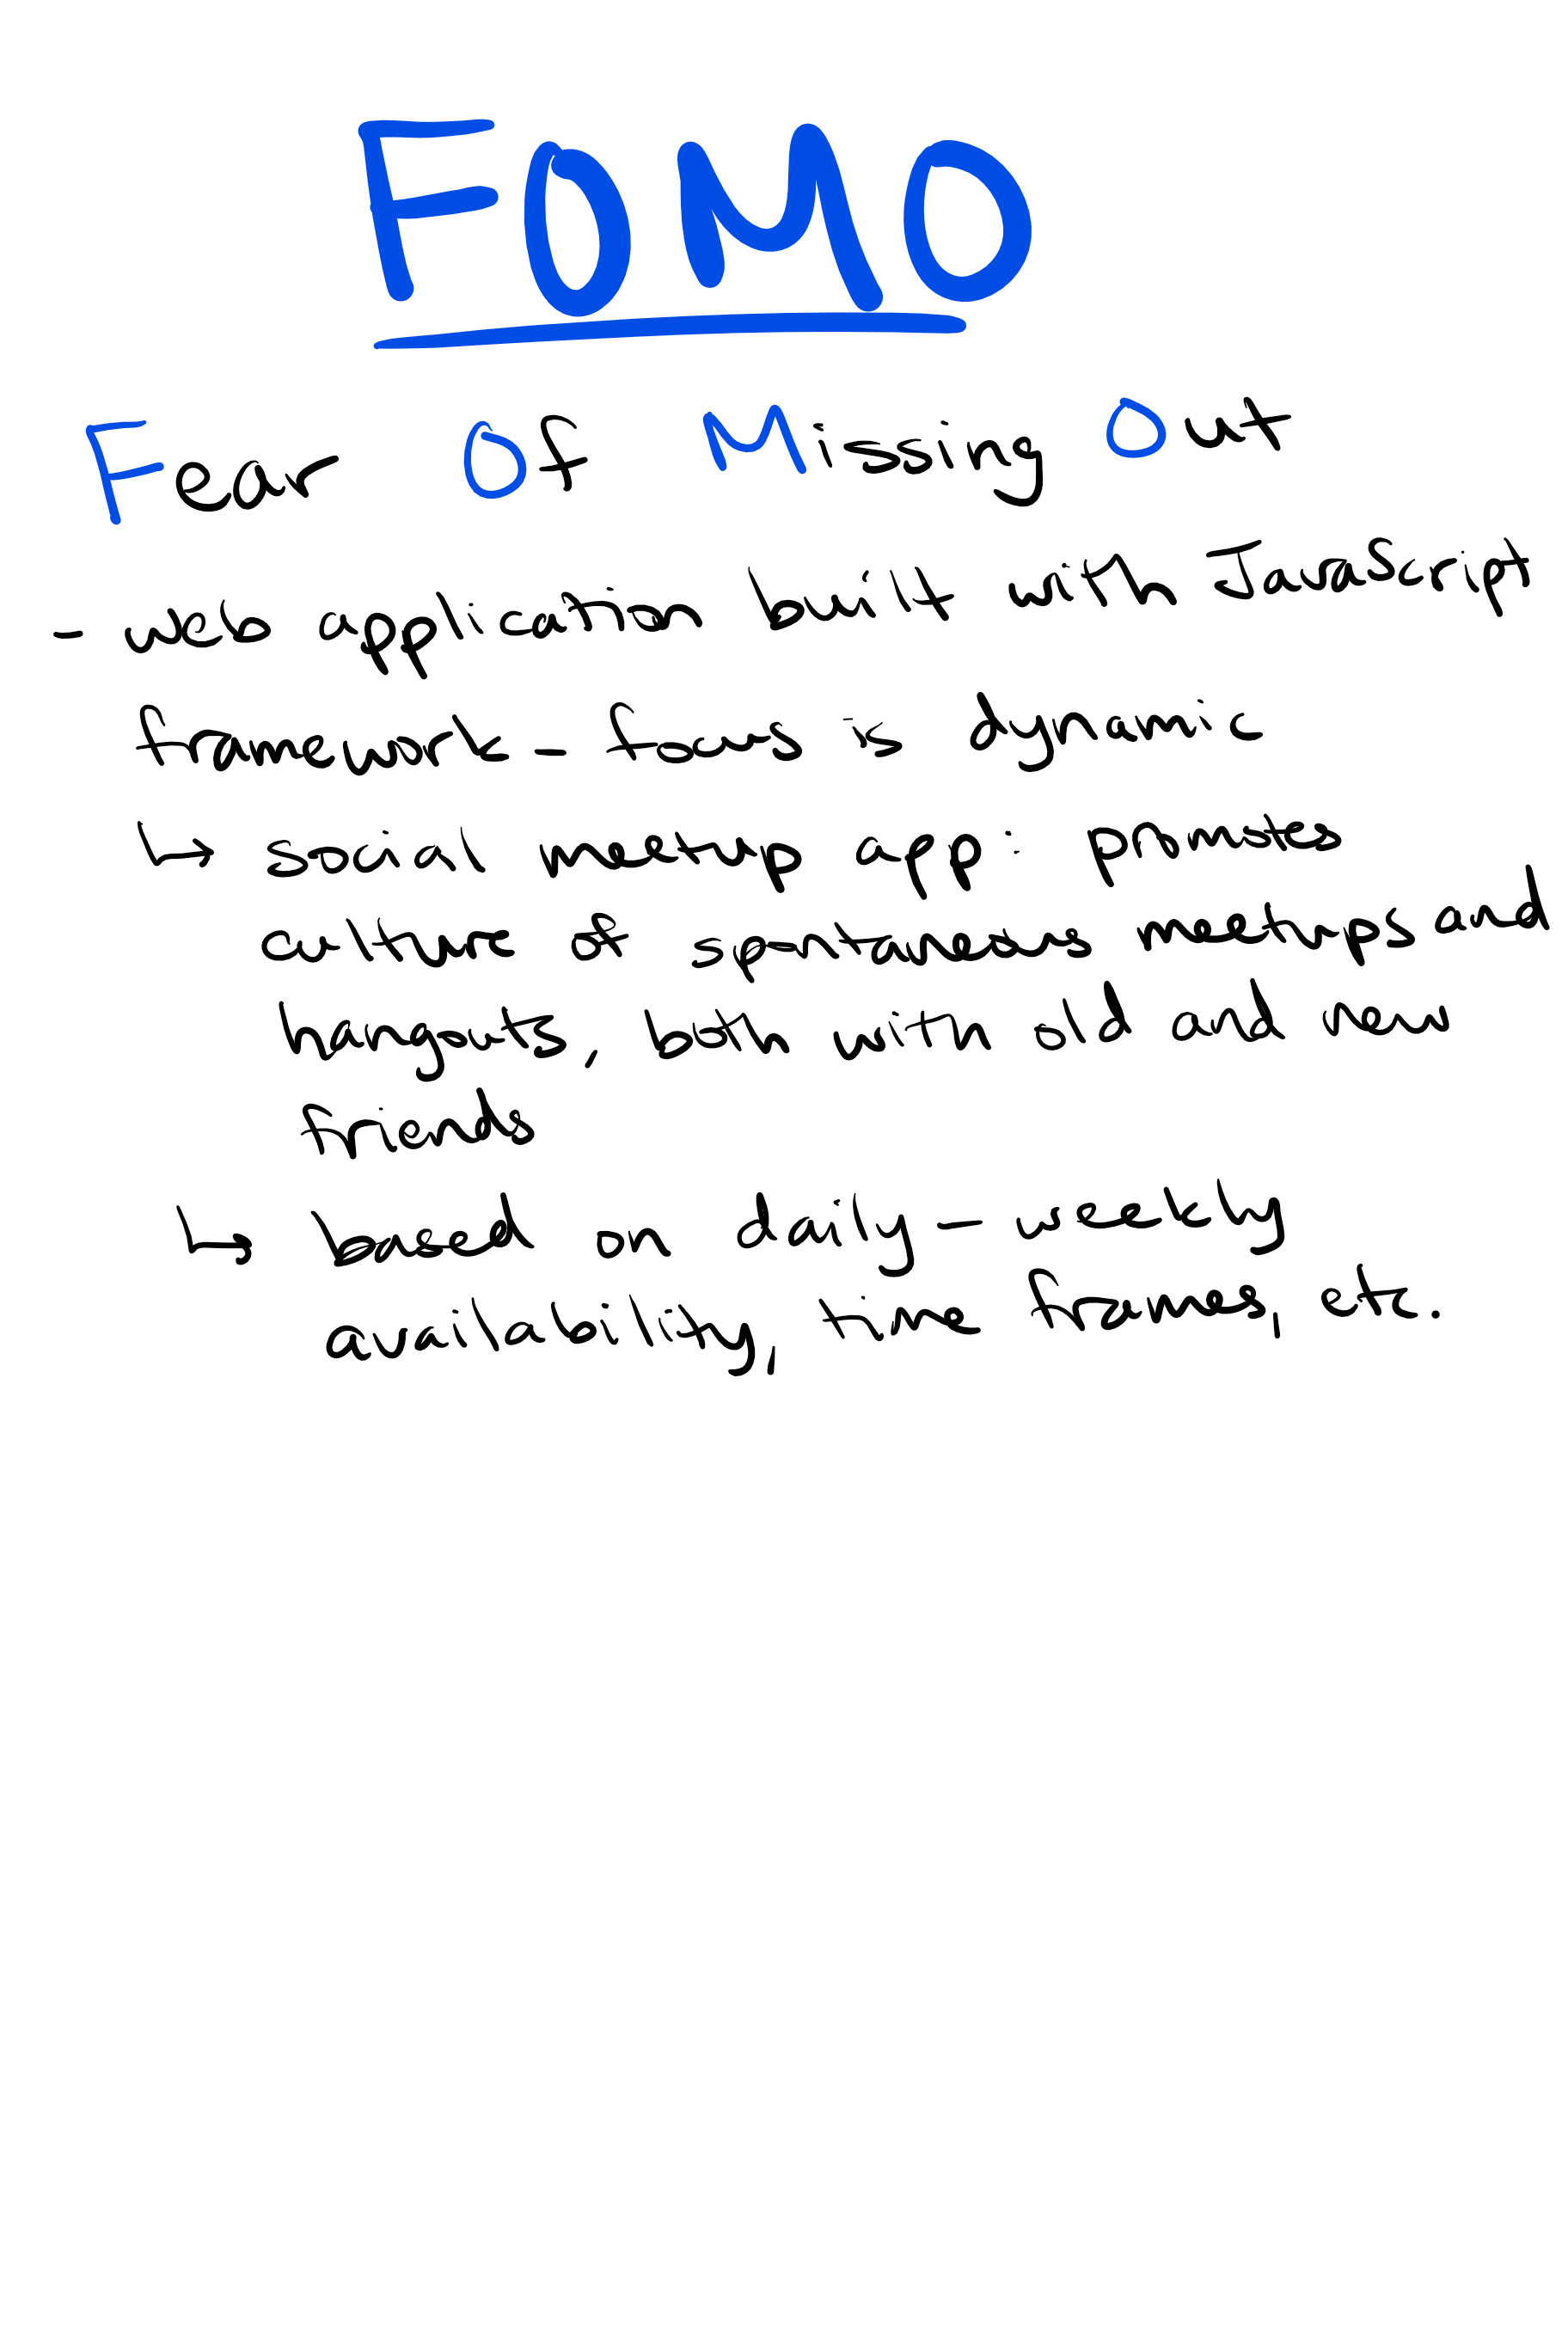 FOMO
Fear Of Missing Out
- web application built with JavaScript
framework - focus is dynamic
↳ social meetup app: promotes
culture of spontaneous meetups and
hangouts, both with old and new
friends
↳ based on daily - weekly
availability, time frames, etc.